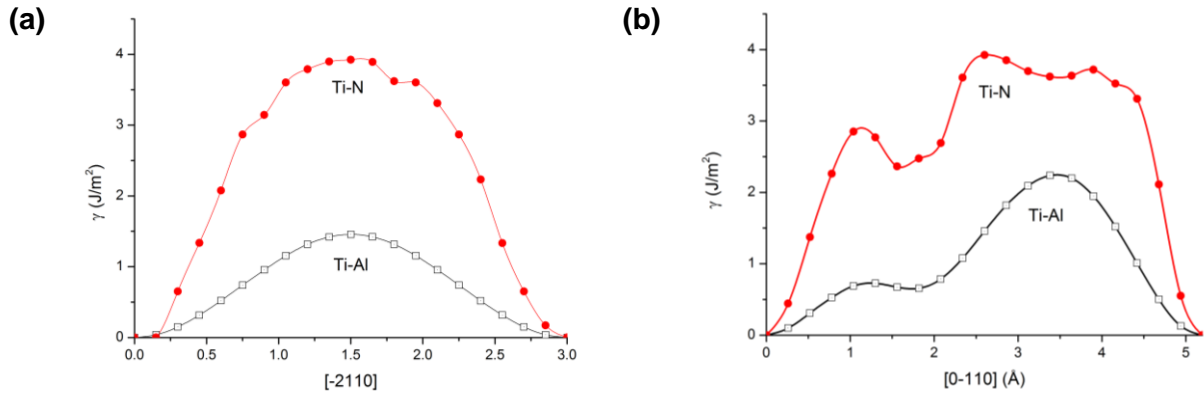 (a)
4
3
2
1
0
γ (J/m²)
Ti-N
Ti-Al
0.0 0.5 1.0 1.5 2.0 2.5 3.0
[-2110]
(b)
4
3
2
1
0
γ (J/m²)
Ti-N
Ti-Al
0 1 2 3 4 5
[0-110] (Å)